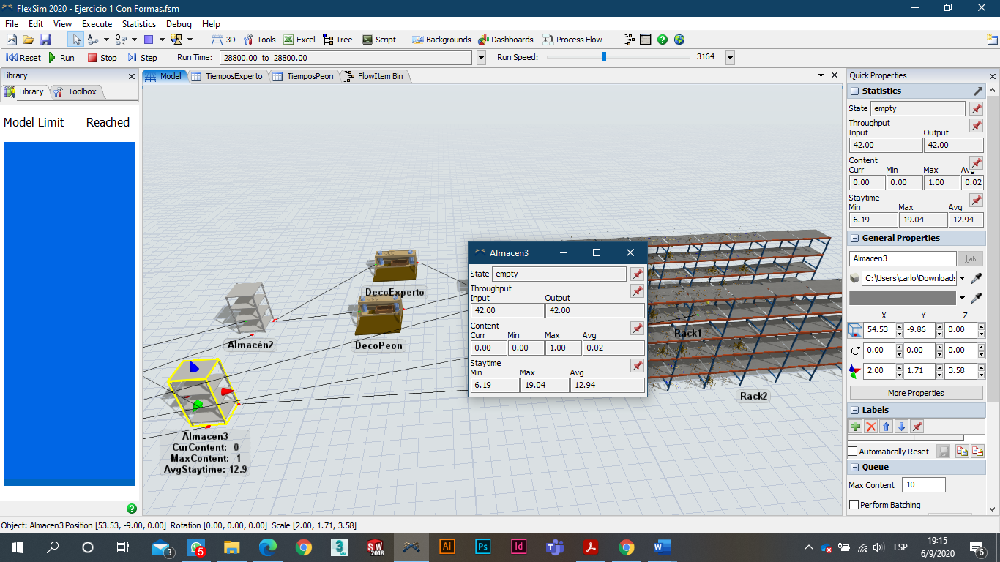 FlexSim 2020 - Ejercicio 1 Con Formas.fsm
File Edit View Execute Statistics Debug Help
3D Tools Excel Tree Script Backgrounds Dashboards Process Flow
Reset Run Stop Step Run Time: 28800.00 to 28800.00 Run Speed: 3164
Library
Library Toolbox
Model Limit Reached
Model TiemposExperto TiemposPeon FlowItem Bin
DecoExperto
DecoPeon
Almacén2
Almacen3
CurContent: 0
MaxContent: 1
AvgStaytime: 12.9
Rack1
Rack2
Almacen3
State empty
Throughput
Input Output
42.00 42.00
Content
Curr Min Max Avg
0.00 0.00 1.00 0.02
Staytime
Min Max Avg
6.19 19.04 12.94
Quick Properties
Statistics
State empty
Throughput
Input Output
42.00 42.00
Content
Curr Min Max Avg
0.00 0.00 1.00 0.02
Staytime
Min Max Avg
6.19 19.04 12.94
General Properties
Almacen3
C:\Users\carlo\Downloads
X Y Z
54.53 -9.86 0.00
0.00 0.00 0.00
2.00 1.71 3.58
More Properties
Labels
Automatically Reset
Queue
Max Content 10
Perform Batching
Object: Almacen3 Position [53.53, -9.00, 0.00] Rotation [0.00, 0.00, 0.00] Scale [2.00, 1.71, 3.58]
3 5 3 MAX SW 2018 Ai Ps Id W ESP 19:15
6/9/2020 6